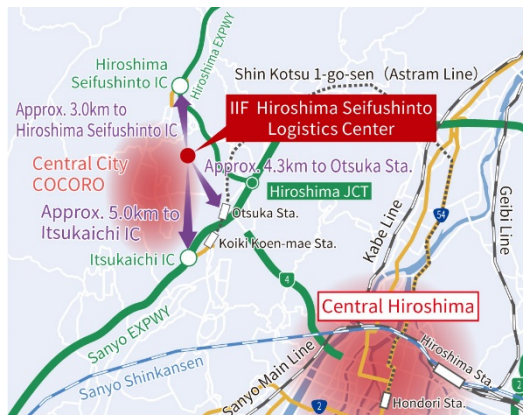 Hiroshima
Seifushinto IC
Hiroshima EXPWY
Shin Kotsu 1-go-sen (Astram Line)
Approx. 3.0km to
Hiroshima Seifushinto IC
IIF Hiroshima Seifushinto
Logistics Center
Central City
COCORO
Approx. 4.3km to Otsuka Sta.
Hiroshima JCT
Approx. 5.0km to
Itsukaichi IC
Otsuka Sta.
Koiki Koen-mae Sta.
Itsukaichi IC
54
Kabe Line
Geibi Line
4
Sanyo EXPWY
Central Hiroshima
Sanyo Shinkansen
Sanyo Main Line
Hiroshima Sta.
Hondori Sta.
2
2